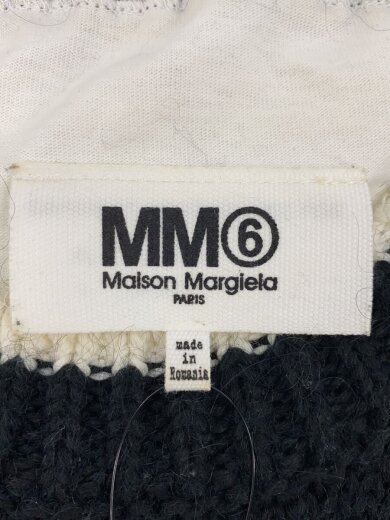 MM⑥
Maison Margiela
PARIS
made
in
Romania